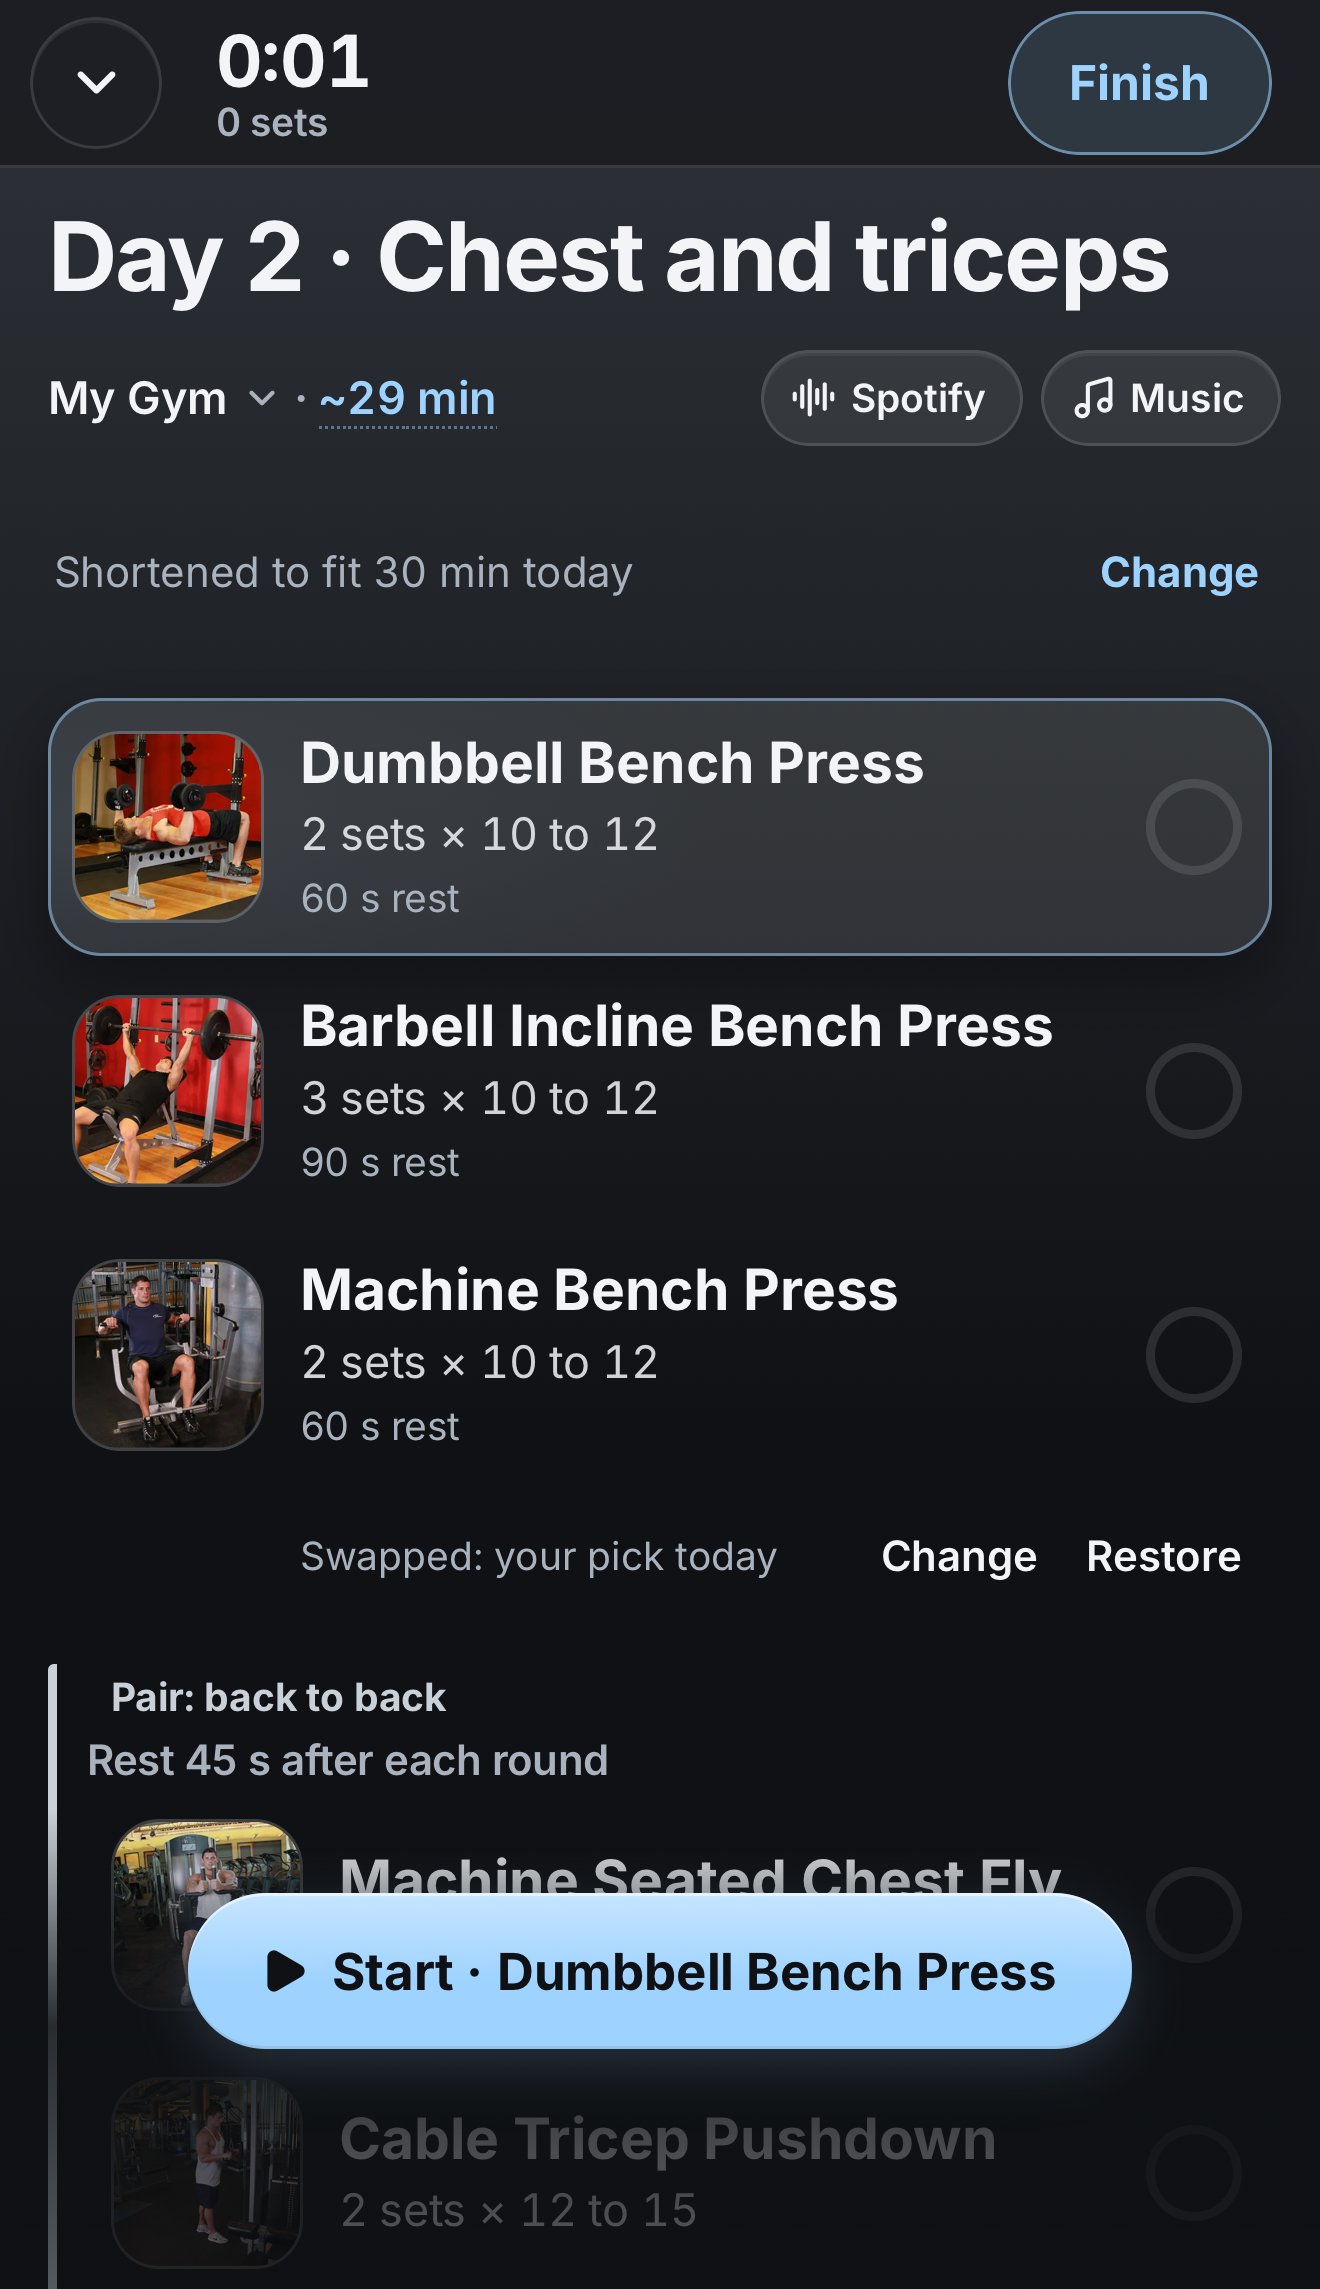 0:01
0 sets
Finish
Day 2 · Chest and triceps
My Gym · ~29 min
Spotify
Music
Shortened to fit 30 min today
Change
Dumbbell Bench Press
2 sets × 10 to 12
60 s rest
Barbell Incline Bench Press
3 sets × 10 to 12
90 s rest
Machine Bench Press
2 sets × 10 to 12
60 s rest
Swapped: your pick today
Change
Restore
Pair: back to back
Rest 45 s after each round
Machine Seated Chest Fly
Start · Dumbbell Bench Press
Cable Tricep Pushdown
2 sets × 12 to 15